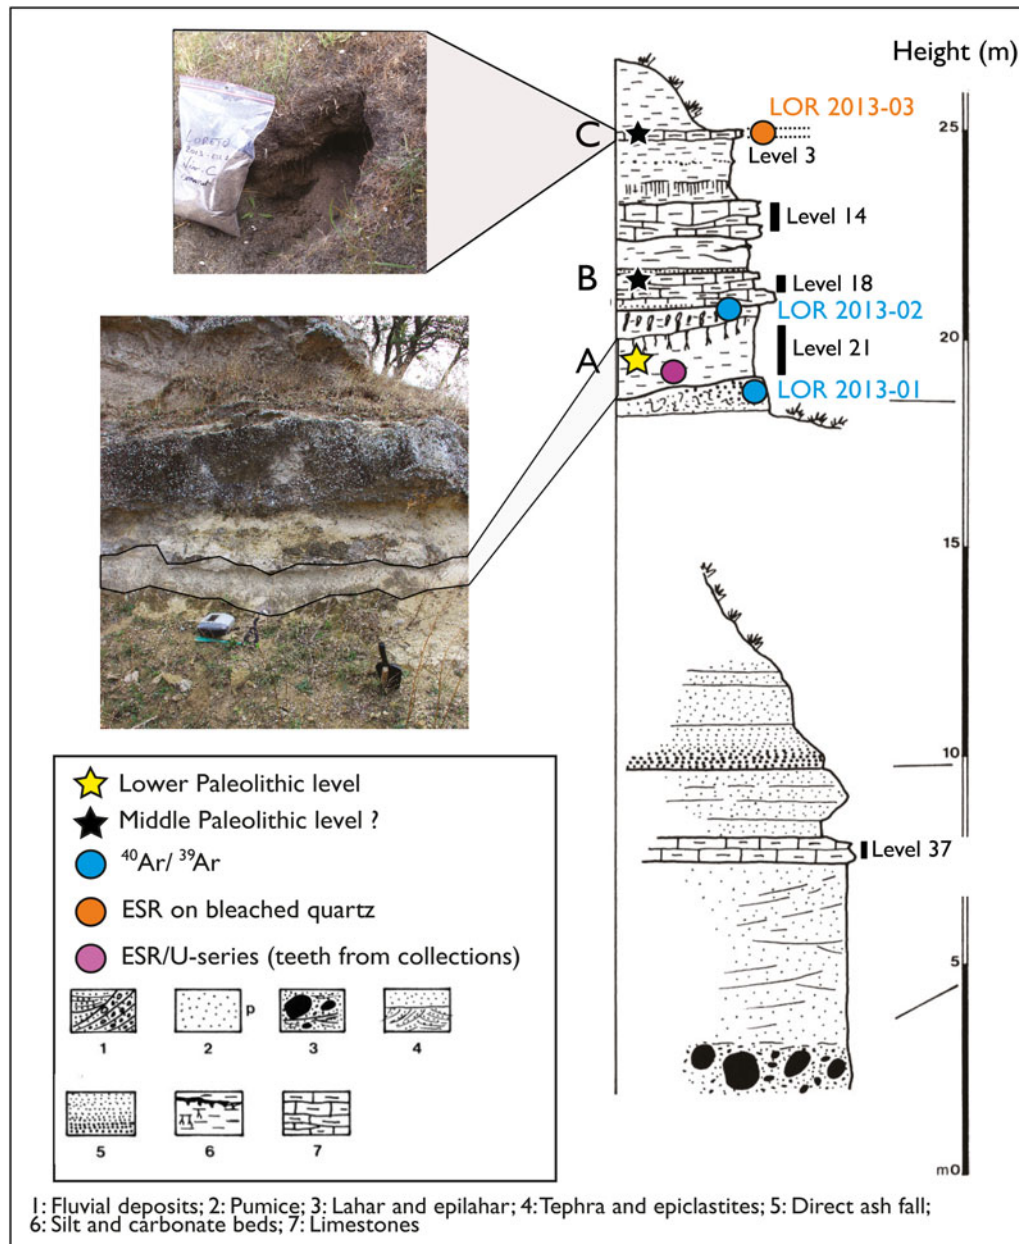 Height (m)
LOR 2013-03
C
25
Level 3
LORETO
Level 14
B
Level 18
LOR 2013-02
20
A
Level 21
LOR 2013-01
15
10
Level 37
5
m0
Lower Paleolithic level
Middle Paleolithic level ?
40Ar/ 39Ar
ESR on bleached quartz
ESR/U-series (teeth from collections)
p
1 2 3 4
5 6 7
1: Fluvial deposits; 2: Pumice; 3: Lahar and epilahar; 4: Tephra and epiclastites; 5: Direct ash fall;
6: Silt and carbonate beds; 7: Limestones